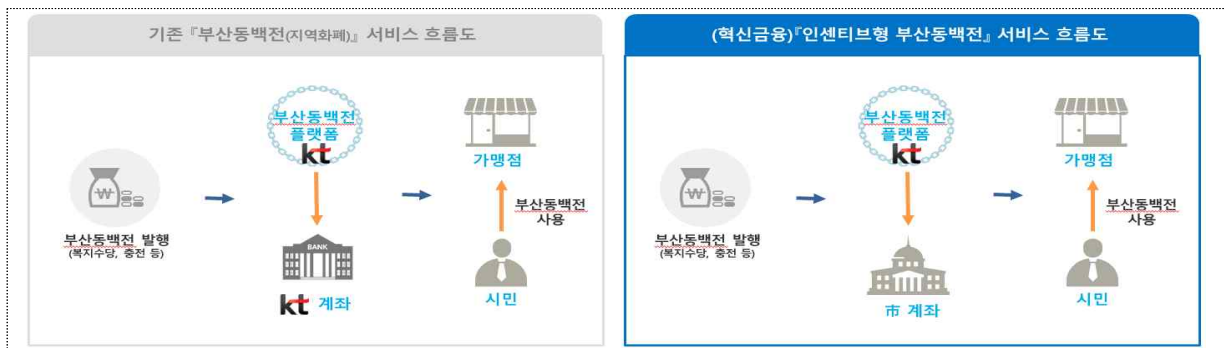 기존 『부산동백전(지역화폐)』 서비스 흐름도
부산동백전
플랫폼
kt
가맹점
부산동백전 발행
(복지수당, 충전 등)
₩
부산동백전
사용
BANK
kt 계좌
시민
(혁신금융)『인센티브형 부산동백전』 서비스 흐름도
부산동백전
플랫폼
kt
가맹점
₩
부산동백전 발행
(복지수당, 충전 등)
부산동백전
사용
市 계좌
시민